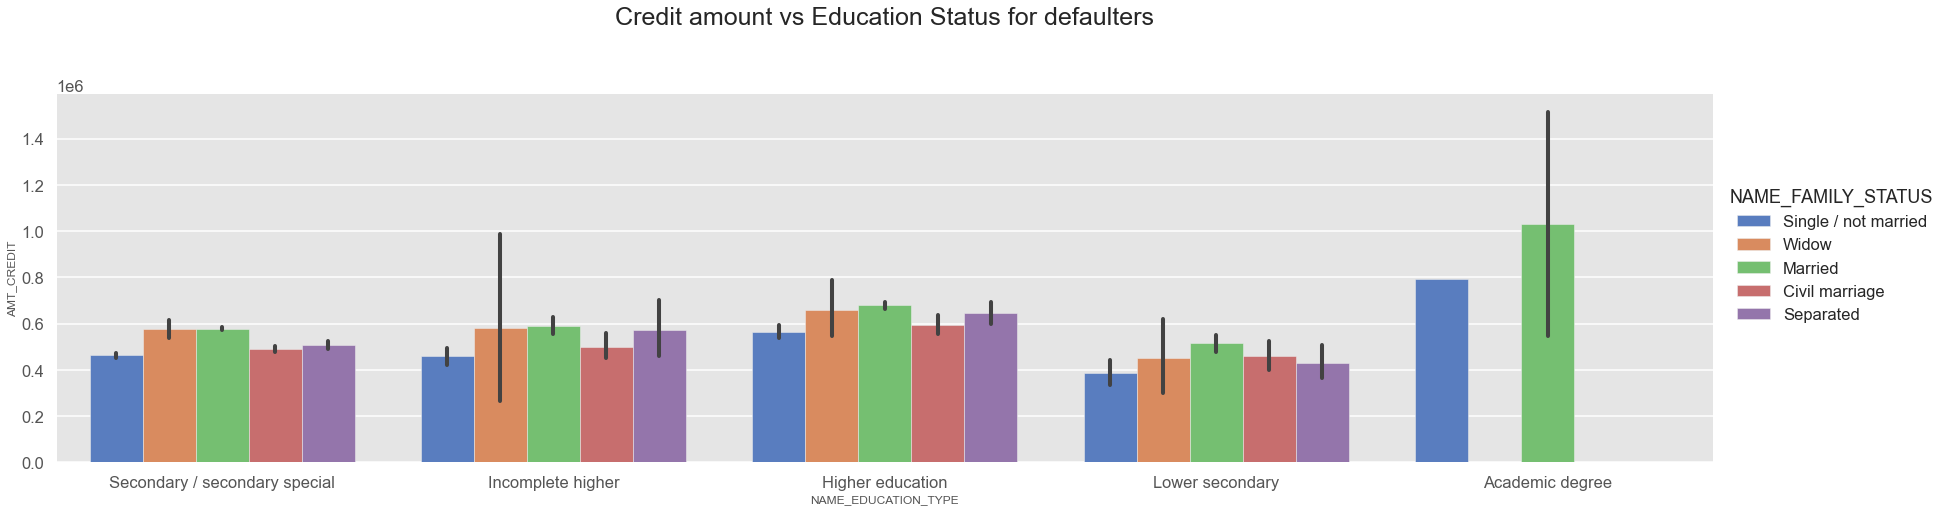 Credit amount vs Education Status for defaulters
1e6
1.4
1.2
1.0
0.8
0.6
0.4
0.2
0.0
AMT_CREDIT
Secondary / secondary special
Incomplete higher
Higher education
Lower secondary
Academic degree
NAME_EDUCATION_TYPE
NAME_FAMILY_STATUS
Single / not married
Widow
Married
Civil marriage
Separated